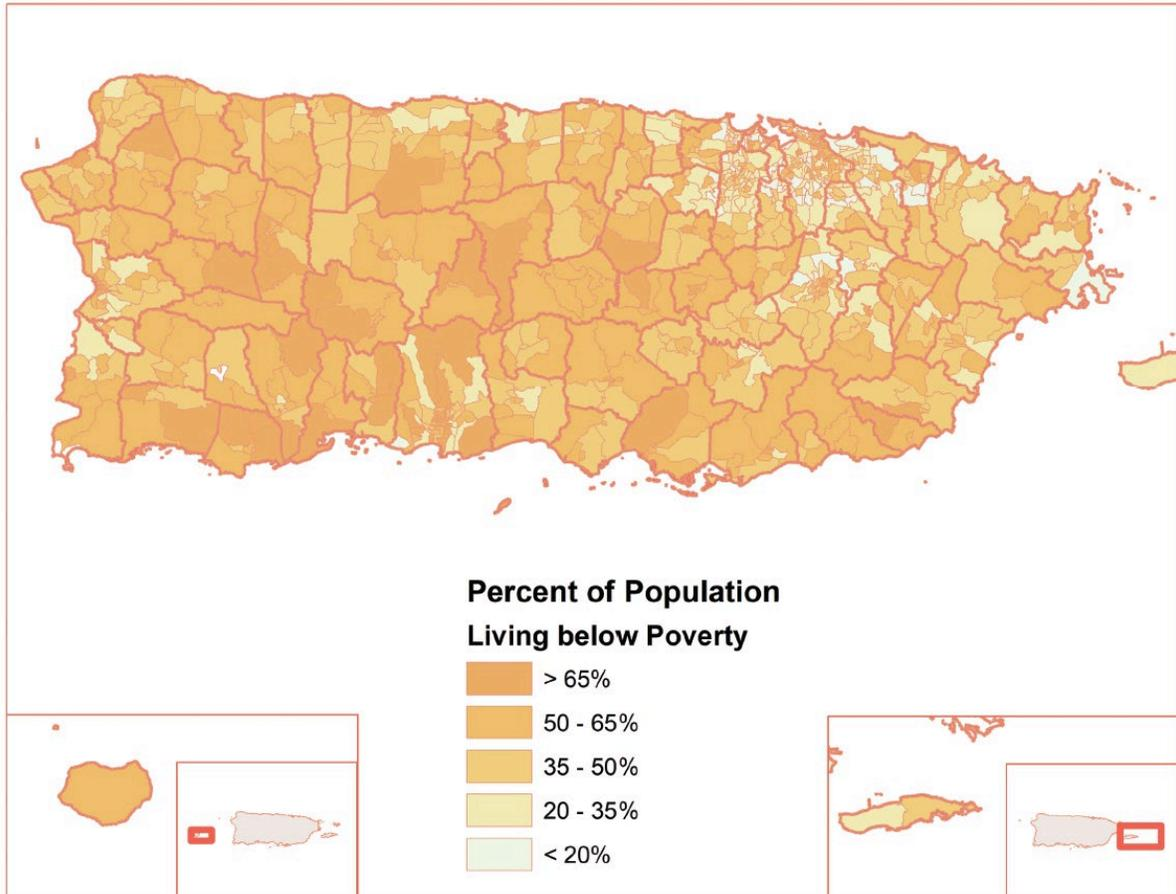 Percent of Population
Living below Poverty
> 65%
50 - 65%
35 - 50%
20 - 35%
< 20%